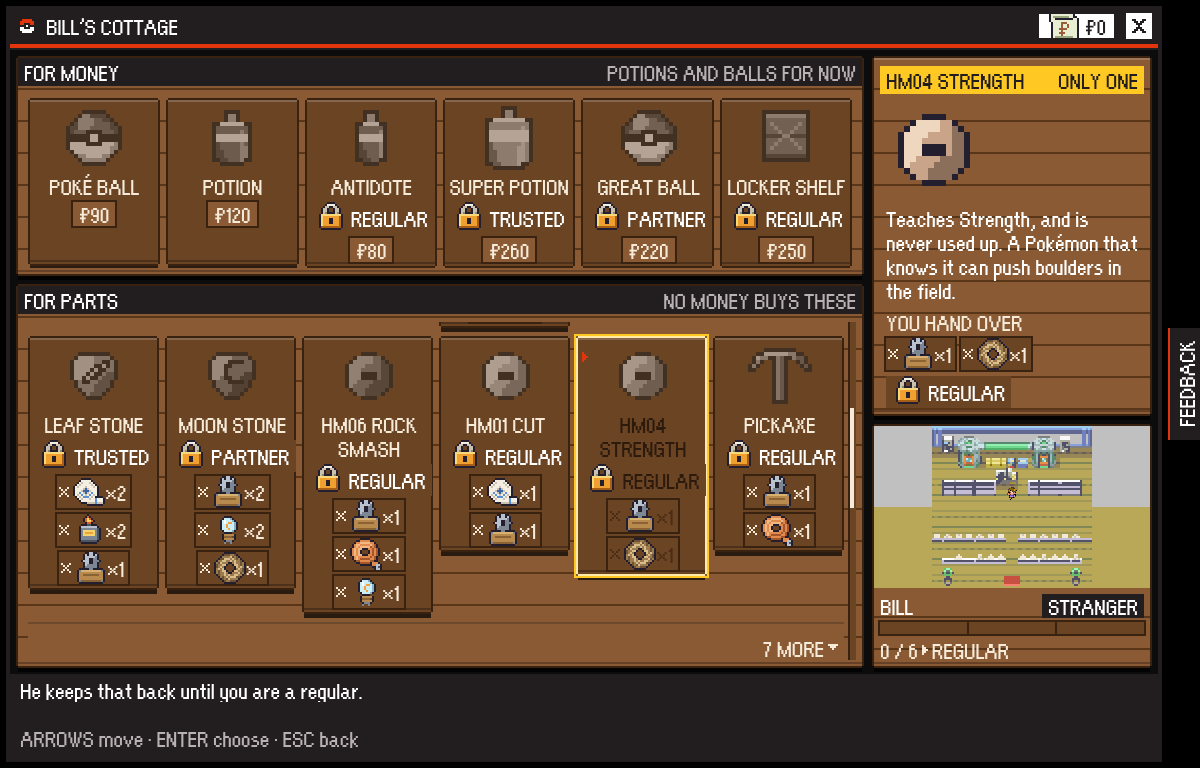 BILL'S COTTAGE
₽0
X
FOR MONEY
POTIONS AND BALLS FOR NOW
POKÉ BALL
₽90
POTION
₽120
ANTIDOTE
REGULAR
₽80
SUPER POTION
TRUSTED
₽260
GREAT BALL
PARTNER
₽220
LOCKER SHELF
REGULAR
₽250
FOR PARTS
NO MONEY BUYS THESE
LEAF STONE
TRUSTED
× ×2
× ×2
× ×1
MOON STONE
PARTNER
× ×2
× ×2
× ×1
HM06 ROCK
SMASH
REGULAR
× ×1
× ×1
× ×1
HM01 CUT
REGULAR
× ×1
× ×1
HM04
STRENGTH
REGULAR
× ×1
× ×1
PICKAXE
REGULAR
× ×1
× ×1
7 MORE
HM04 STRENGTH
ONLY ONE
Teaches Strength, and is
never used up. A Pokémon that
knows it can push boulders in
the field.
YOU HAND OVER
× ×1 × ×1
REGULAR
BILL
STRANGER
0 / 6 ▸ REGULAR
FEEDBACK
He keeps that back until you are a regular.
ARROWS move · ENTER choose · ESC back